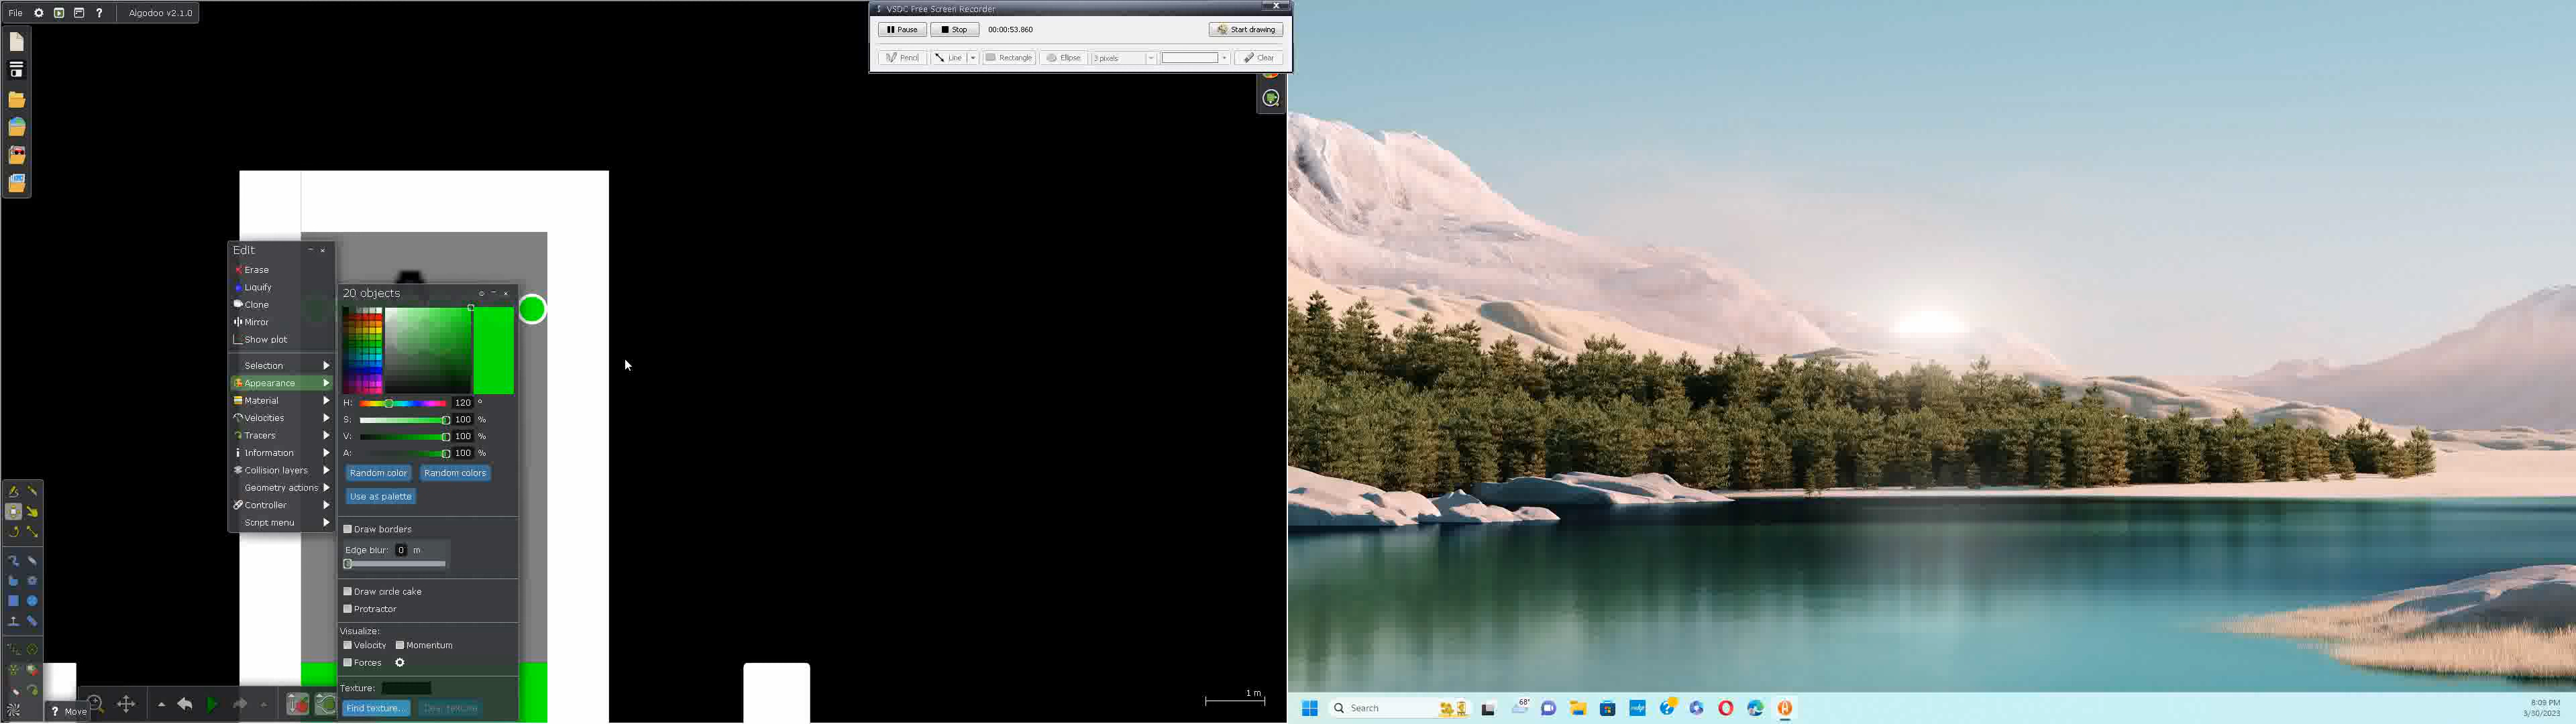 File ? Algodoo v2.1.0
VSDC Free Screen Recorder
Pause Stop 00:00:53.860 Start drawing
Pencil Line Rectangle Ellipse 3 pixels Clear
Edit
Erase
Liquify
Clone
Mirror
Show plot
Selection
Appearance
Material
Velocities
Tracers
Information
Collision layers
Geometry actions
Controller
Script menu
20 objects
H: 120 °
S: 100 %
V: 100 %
A: 100 %
Random color Random colors
Use as palette
Draw borders
Edge blur: 0 m
Draw circle cake
Protractor
Visualize:
Velocity Momentum
Forces
Texture:
Find texture...
? Move
1 m
Search
68°
8:09 PM
3/30/2023